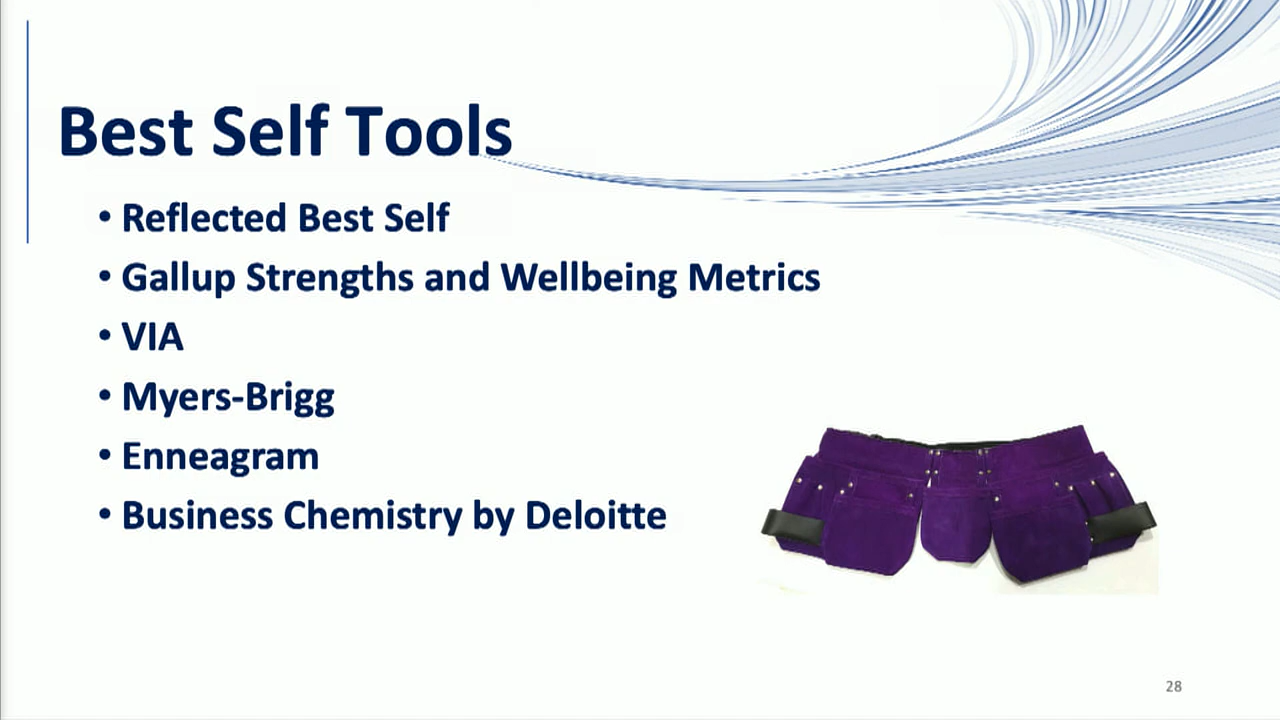 Best Self Tools
• Reflected Best Self
• Gallup Strengths and Wellbeing Metrics
• VIA
• Myers-Brigg
• Enneagram
• Business Chemistry by Deloitte
28